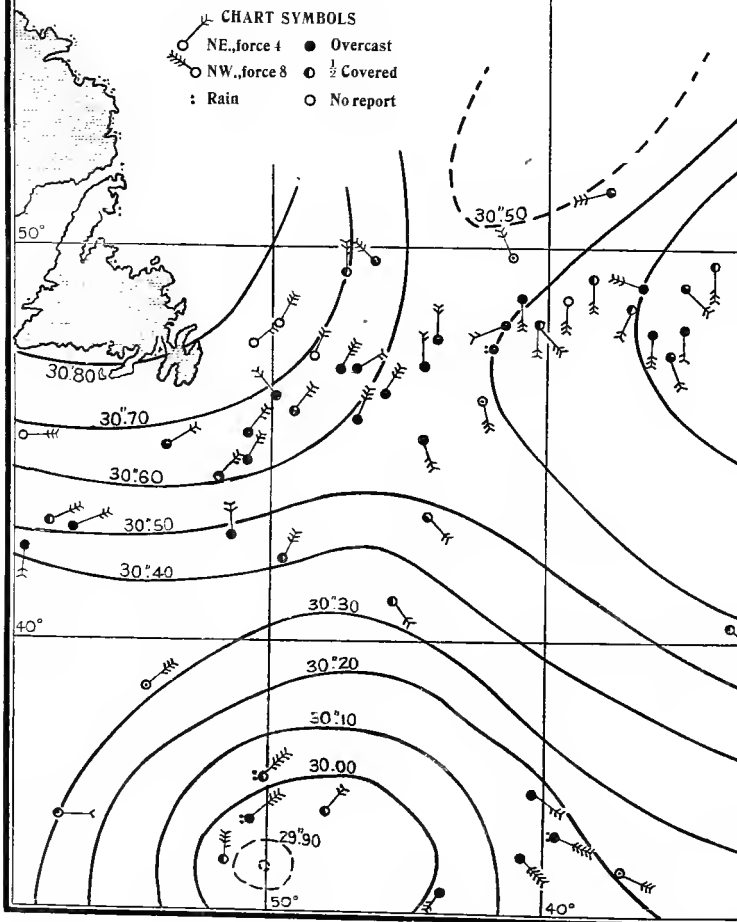 CHART SYMBOLS
NE., force 4
Overcast
NW., force 8
½ Covered
: Rain
No report
30".50
50°
30".80
30".70
30".60
30".50
30".40
30".30
40°
30".20
30".10
30".00
29".90
50°
40°